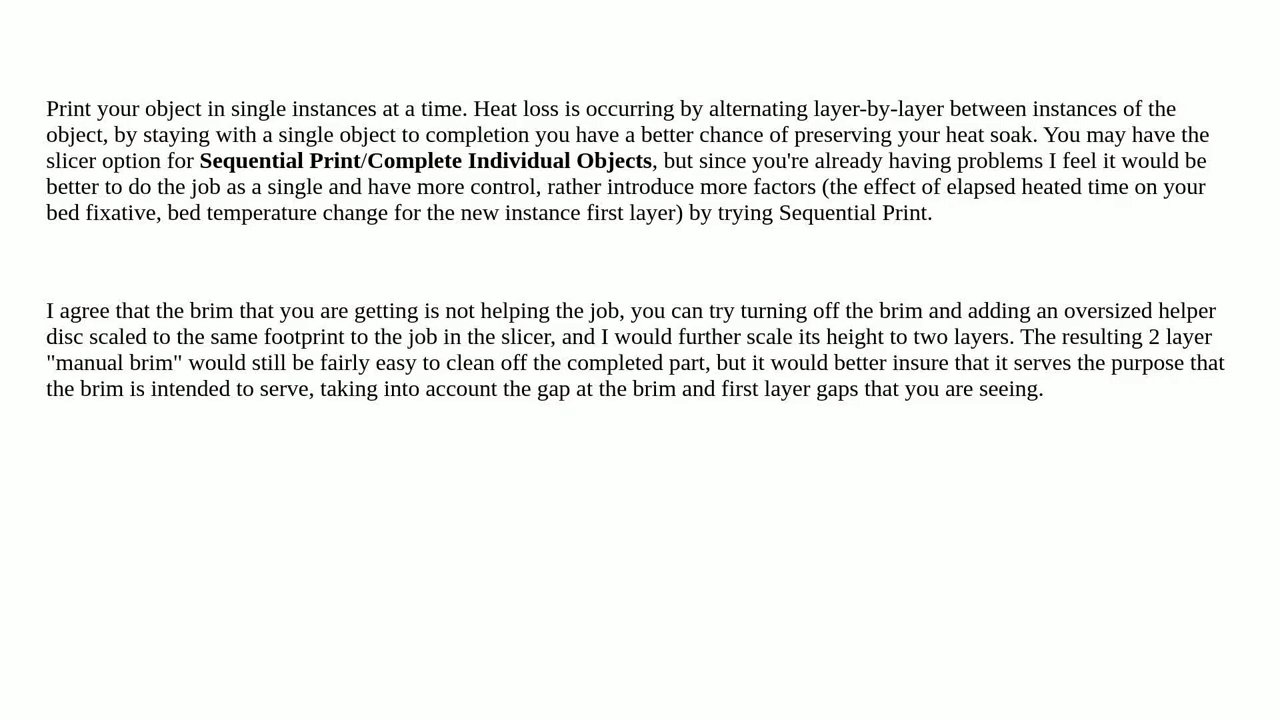 Print your object in single instances at a time. Heat loss is occurring by alternating layer-by-layer between instances of the
object, by staying with a single object to completion you have a better chance of preserving your heat soak. You may have the
slicer option for Sequential Print/Complete Individual Objects, but since you're already having problems I feel it would be
better to do the job as a single and have more control, rather introduce more factors (the effect of elapsed heated time on your
bed fixative, bed temperature change for the new instance first layer) by trying Sequential Print.
I agree that the brim that you are getting is not helping the job, you can try turning off the brim and adding an oversized helper
disc scaled to the same footprint to the job in the slicer, and I would further scale its height to two layers. The resulting 2 layer
"manual brim" would still be fairly easy to clean off the completed part, but it would better insure that it serves the purpose that
the brim is intended to serve, taking into account the gap at the brim and first layer gaps that you are seeing.